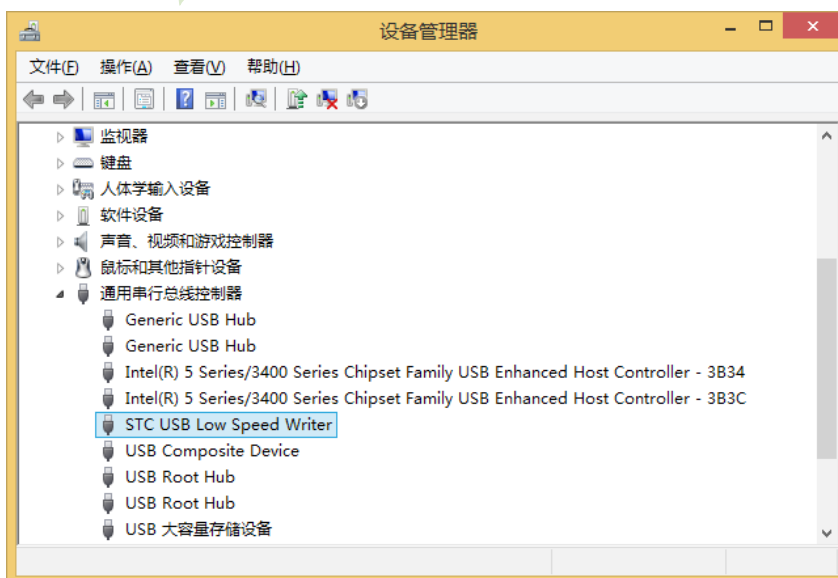 设备管理器
文件(F) 操作(A) 查看(V) 帮助(H)
监视器
键盘
人体学输入设备
软件设备
声音、视频和游戏控制器
鼠标和其他指针设备
通用串行总线控制器
Generic USB Hub
Generic USB Hub
Intel(R) 5 Series/3400 Series Chipset Family USB Enhanced Host Controller - 3B34
Intel(R) 5 Series/3400 Series Chipset Family USB Enhanced Host Controller - 3B3C
STC USB Low Speed Writer
USB Composite Device
USB Root Hub
USB Root Hub
USB 大容量存储设备